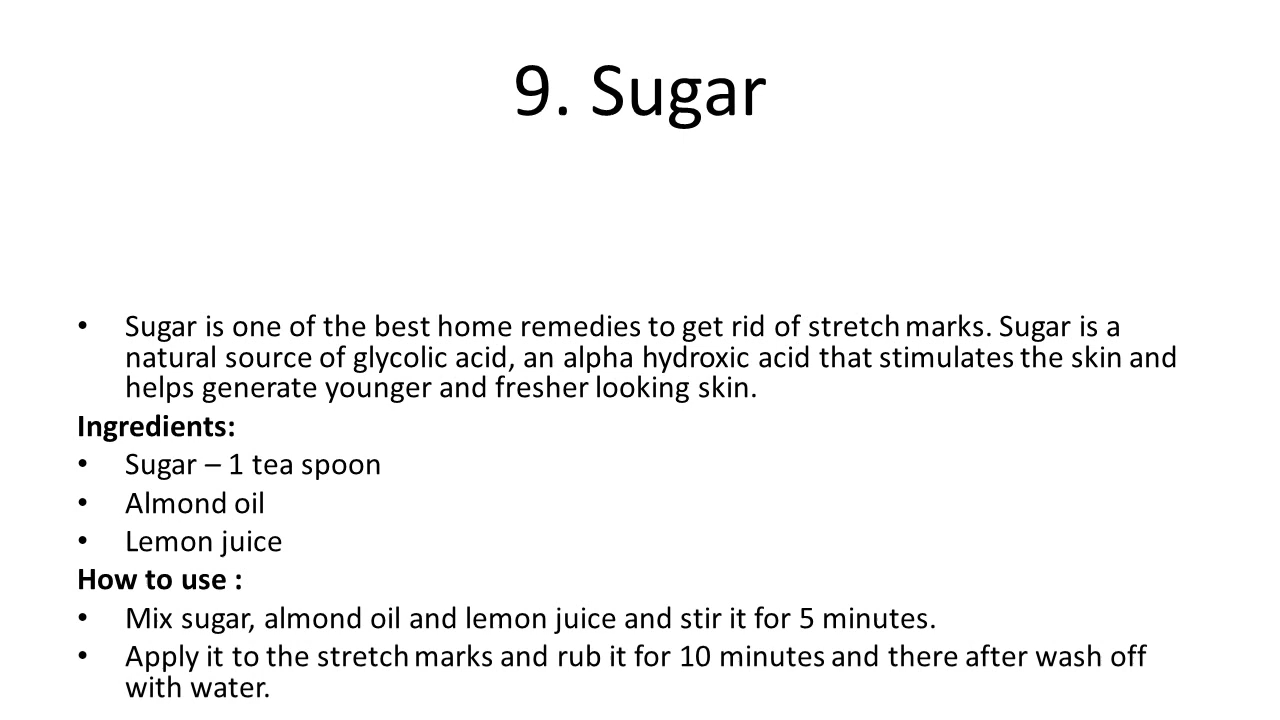 9. Sugar
• Sugar is one of the best home remedies to get rid of stretch marks. Sugar is a
natural source of glycolic acid, an alpha hydroxic acid that stimulates the skin and
helps generate younger and fresher looking skin.
Ingredients:
• Sugar – 1 tea spoon
• Almond oil
• Lemon juice
How to use :
• Mix sugar, almond oil and lemon juice and stir it for 5 minutes.
• Apply it to the stretch marks and rub it for 10 minutes and there after wash off
with water.